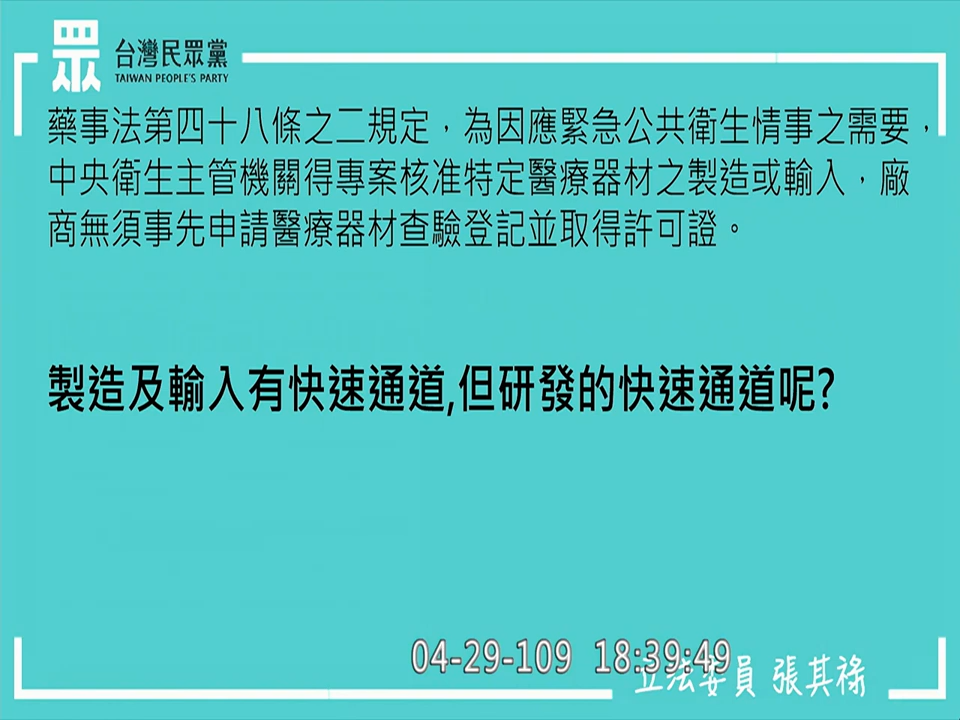 眾 台灣民眾黨
TAIWAN PEOPLE'S PARTY
藥事法第四十八條之二規定，為因應緊急公共衛生情事之需要，
中央衛生主管機關得專案核准特定醫療器材之製造或輸入，廠
商無須事先申請醫療器材查驗登記並取得許可證。
製造及輸入有快速通道,但研發的快速通道呢?
04-29-109 18:39:49
立法委員 張其祿